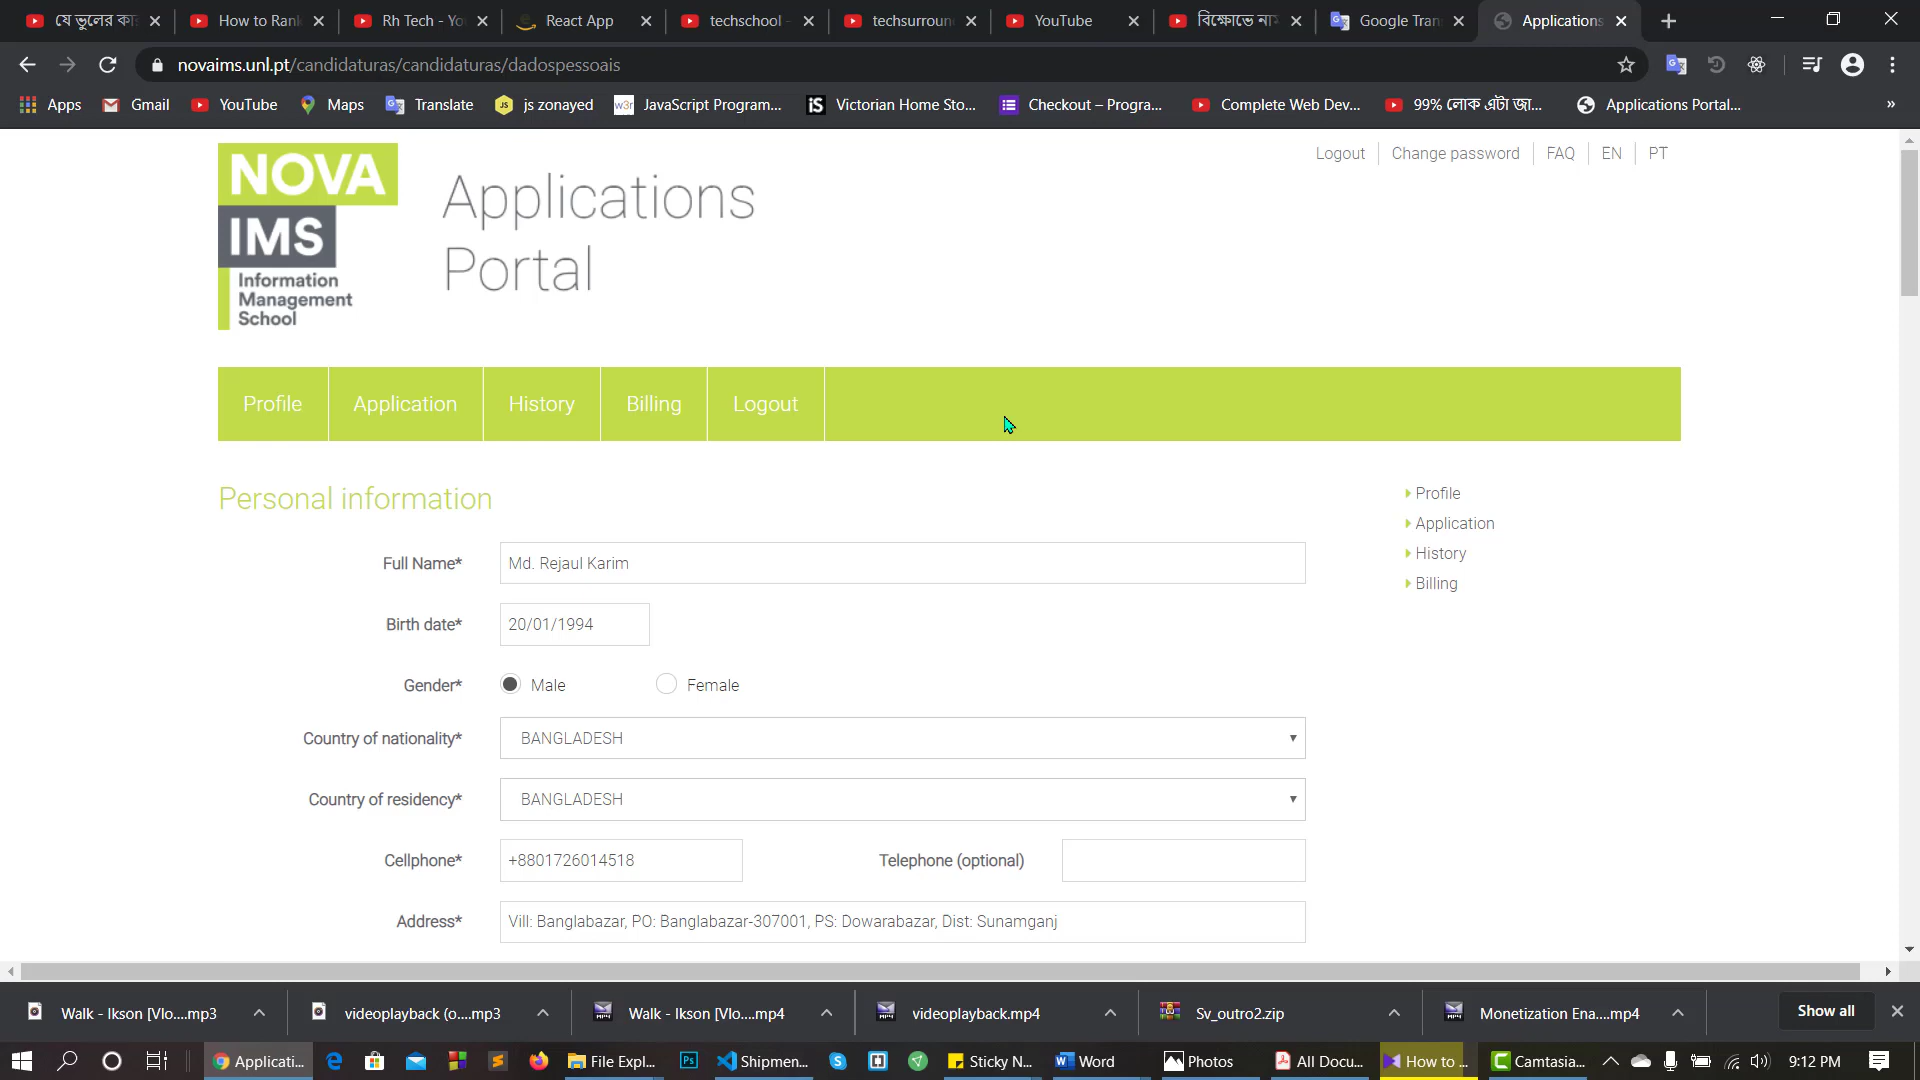 যে ভুলের কা
How to Rank
Rh Tech - Yo
React App
techschool -
techsurroun
YouTube
বিক্ষোভে না
Google Tran
Applications
novaims.unl.pt/candidaturas/candidaturas/dadospessoais
Apps
Gmail
YouTube
Maps
Translate
js zonayed
JavaScript Program...
Victorian Home Sto...
Checkout – Progra...
Complete Web Dev...
99% লোক এটা জা...
Applications Portal...
Logout
Change password
FAQ
EN
PT
NOVA
IMS
Information
Management
School
Applications
Portal
Profile
Application
History
Billing
Logout
Personal information
Profile
Application
History
Billing
Full Name* Md. Rejaul Karim
Birth date* 20/01/1994
Gender* Male Female
Country of nationality* BANGLADESH
Country of residency* BANGLADESH
Cellphone* +8801726014518 Telephone (optional)
Address* Vill: Banglabazar, PO: Banglabazar-307001, PS: Dowarabazar, Dist: Sunamganj
Walk - Ikson [Vlo....mp3
videoplayback (o....mp3
Walk - Ikson [Vlo....mp4
videoplayback.mp4
Sv_outro2.zip
Monetization Ena....mp4
Show all
Applicati...
File Expl...
Shipmen...
Sticky N...
Word
Photos
All Docu...
How to ...
Camtasia...
9:12 PM